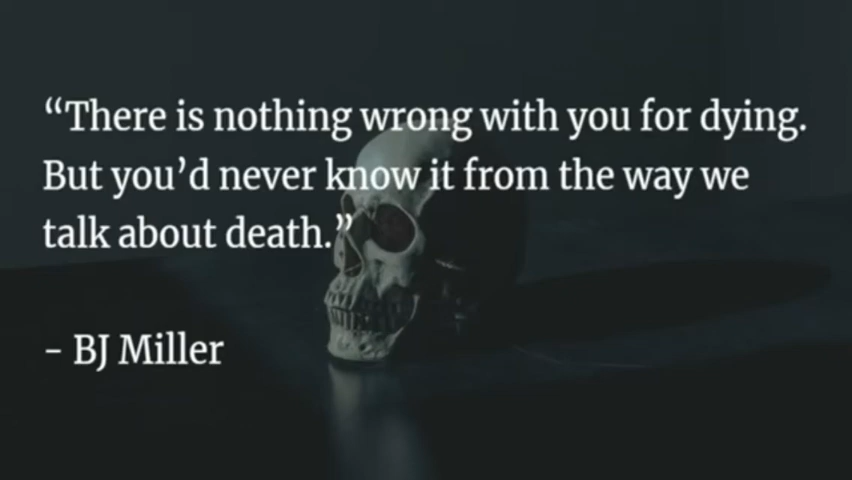 “There is nothing wrong with you for dying.
But you’d never know it from the way we
talk about death.”
– BJ Miller